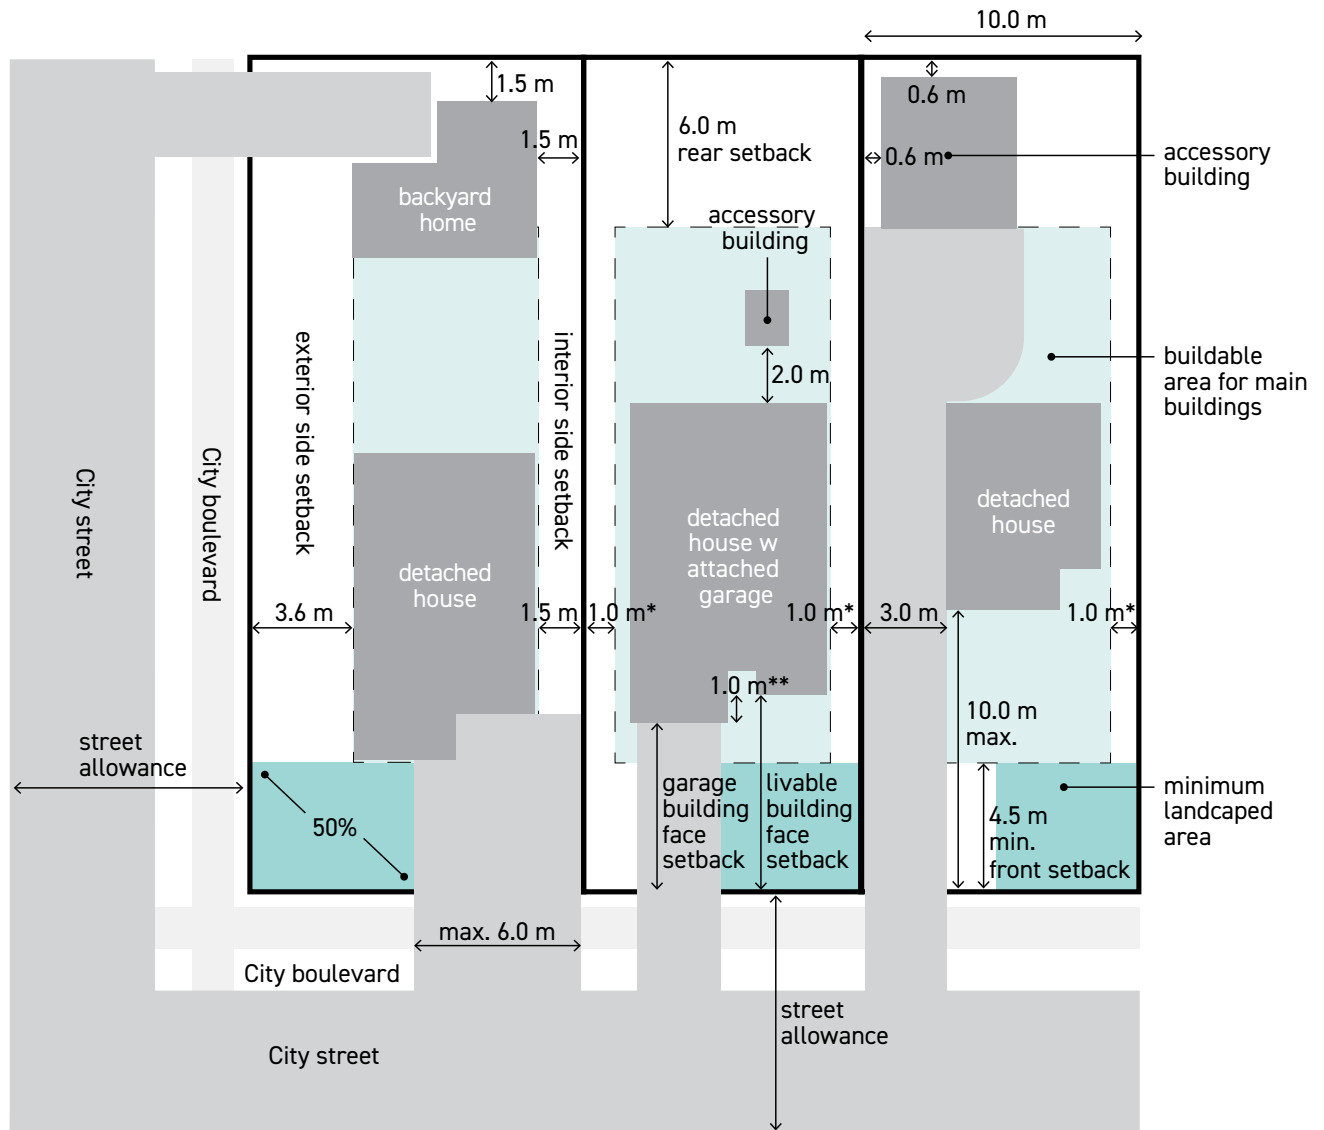 10.0 m
1.5 m
1.5 m
6.0 m
rear setback
0.6 m
0.6 m
accessory
building
backyard
home
accessory
building
2.0 m
buildable
area for main
buildings
exterior side setback
interior side setback
City street
City boulevard
detached
house
detached
house w
attached
garage
detached
house
3.6 m
1.5 m
1.0 m*
1.0 m*
3.0 m
1.0 m*
1.0 m**
10.0 m
max.
street
allowance
50%
garage
building
face
setback
livable
building
face
setback
4.5 m
min.
front setback
minimum
landcaped
area
max. 6.0 m
City boulevard
street
allowance
City street